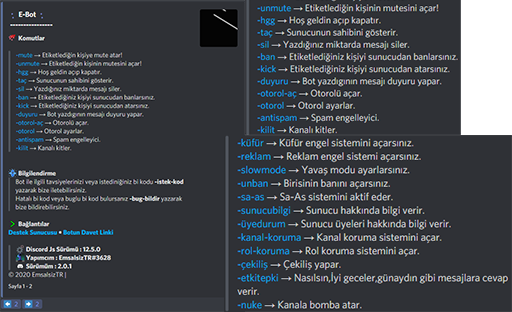 E-Bot
------------------
Komutlar
-mute → Etiketlediğin kişiye mute atar!
-unmute → Etiketlediğin kişinin mutesini açar!
-hgg → Hoş geldin açıp kapatır.
-taç → Sunucunun sahibini gösterir.
-sil → Yazdığınız miktarda mesajı siler.
-ban → Etiketlediğiniz kişiyi sunucudan banlarsınız.
-kick → Etiketlediğiniz kişiyi sunucudan atarsınız.
-duyuru → Bot yazdığının mesajı duyuru yapar.
-otorol-aç → Otorolü açar.
-otorol → Otorol ayarlar.
-antispam → Spam engelleyici.
-kilit → Kanalı kitler.
Bilgilendirme
Bot ile ilgili tavsiyelerinizi veya istediniğiniz bi kodu -istek-kod
yazarak bize iletebilirsiniz.
Hatalı bi kod veya buglu bi kod bulursanız -bug-bildir yazarak
bize bildirebilirsiniz.
Bağlantılar
Destek Sunucusu • Botun Davet Linki
Discord Js Sürümü : 12.5.0
Yapımcım : EmsalsizTR#3628
Sürümüm : 2.0.1
© 2020 EmsalsizTR |
Sayfa 1 - 2
2 2
-unmute → Etiketlediğin kişinin mutesini açar!
-hgg → Hoş geldin açıp kapatır.
-taç → Sunucunun sahibini gösterir.
-sil → Yazdığınız miktarda mesajı siler.
-ban → Etiketlediğiniz kişiyi sunucudan banlarsınız.
-kick → Etiketlediğiniz kişiyi sunucudan atarsınız.
-duyuru → Bot yazdığının mesajı duyuru yapar.
-otorol-aç → Otorolü açar.
-otorol → Otorol ayarlar.
-antispam → Spam engelleyici.
-kilit → Kanalı kitler.
-küfür → Küfür engel sistemini açarsınız.
-reklam → Reklam engel sistemi açarsınız.
-slowmode → Yavaş modu ayarlarsınız.
-unban → Birisinin banını açarsınız.
-sa-as → Sa-As sistemini aktif eder.
-sunucubilgi → Sunucu hakkında bilgi verir.
-üyedurum → Sunucu üyeleri hakkında bilgi verir.
-kanal-koruma → Kanal koruma sistemini açar.
-rol-koruma → Rol koruma sistemini açar.
-çekiliş → Çekiliş yapar.
-etkitepki → Nasılsın,İyi geceler,günaydın gibi mesajlara cevap
verir.
-nuke → Kanala bomba atar.